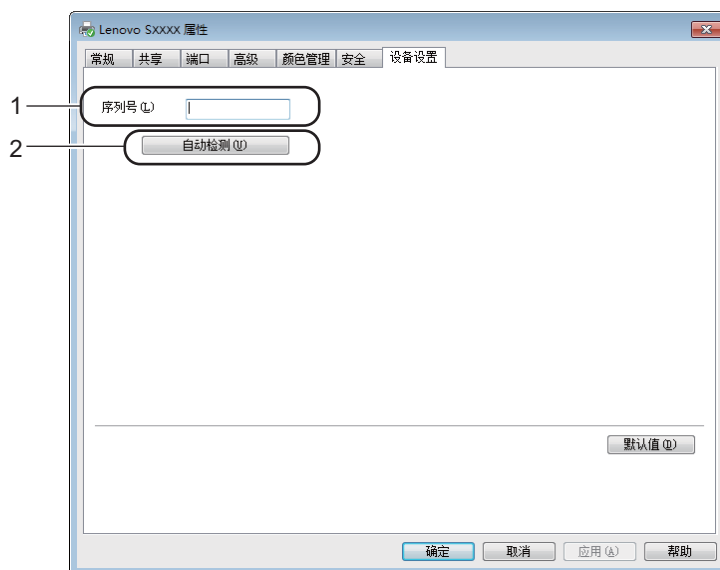 Lenovo SXXXX 属性
常规 共享 端口 高级 颜色管理 安全 设备设置
1 序列号(L)
2 自动检测(U)
默认值(D)
确定 取消 应用(A) 帮助